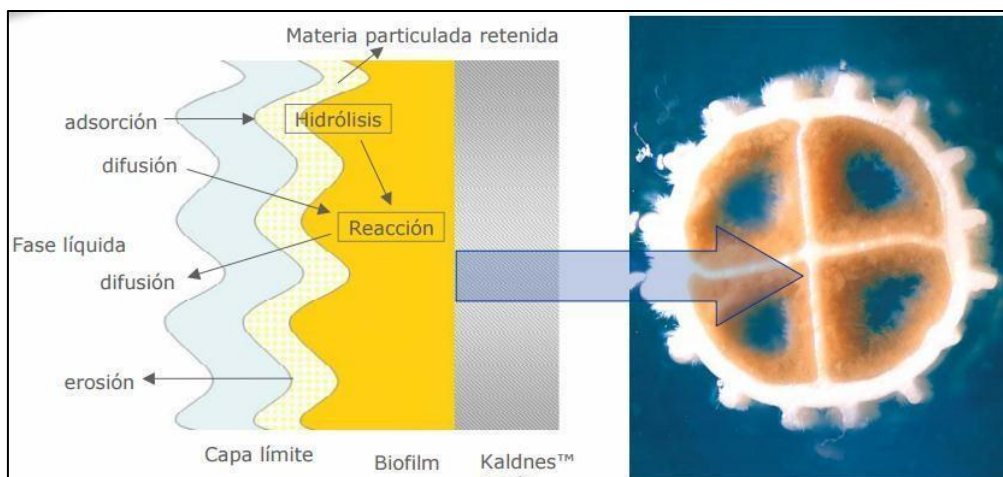 Materia particulada retenida
adsorción
Hidrólisis
difusión
Reacción
Fase líquida
difusión
erosión
Capa límite
Biofilm
Kaldnes™